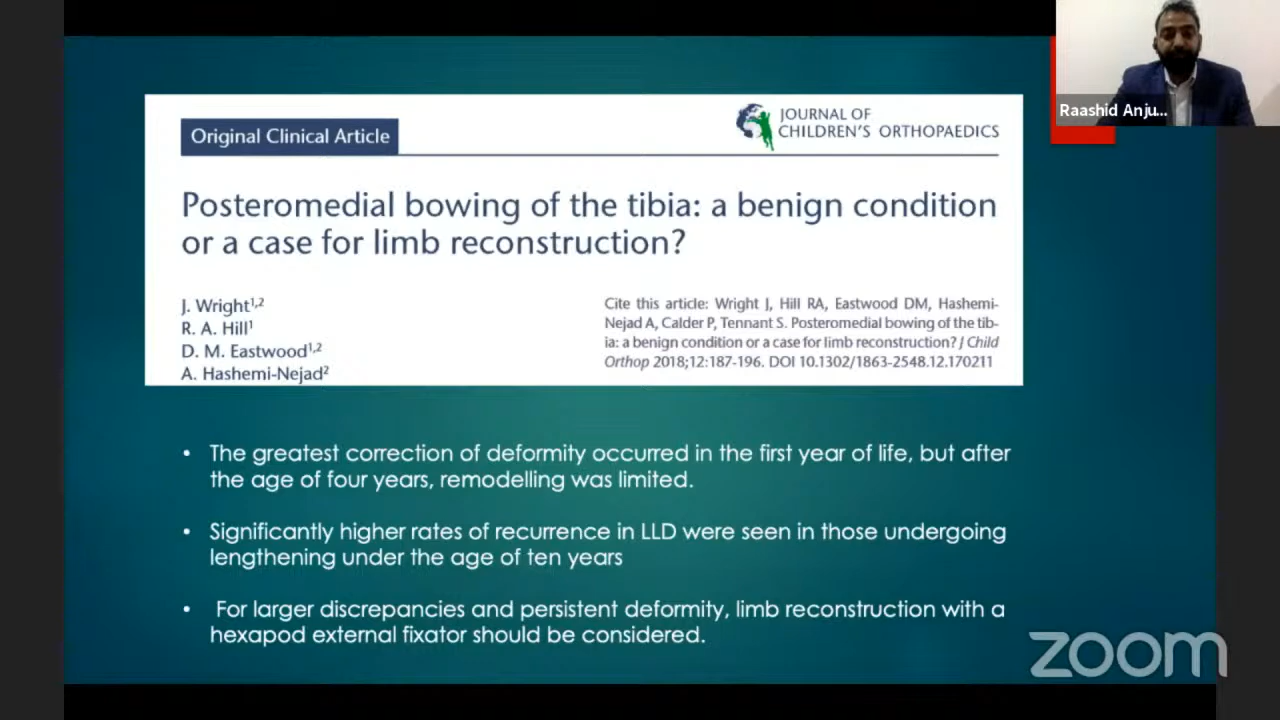 Raashid Anju...
Original Clinical Article
JOURNAL OF
CHILDREN'S ORTHOPAEDICS
Posteromedial bowing of the tibia: a benign condition
or a case for limb reconstruction?
J. Wright1,2
R. A. Hill1
D. M. Eastwood1,2
A. Hashemi-Nejad2
Cite this article: Wright J, Hill RA, Eastwood DM, Hashemi-
Nejad A, Calder P, Tennant S. Posteromedial bowing of the tib-
ia: a benign condition or a case for limb reconstruction? J Child
Orthop 2018;12:187-196. DOI 10.1302/1863-2548.12.170211
• The greatest correction of deformity occurred in the first year of life, but after
the age of four years, remodelling was limited.
• Significantly higher rates of recurrence in LLD were seen in those undergoing
lengthening under the age of ten years
• For larger discrepancies and persistent deformity, limb reconstruction with a
hexapod external fixator should be considered.
zoom